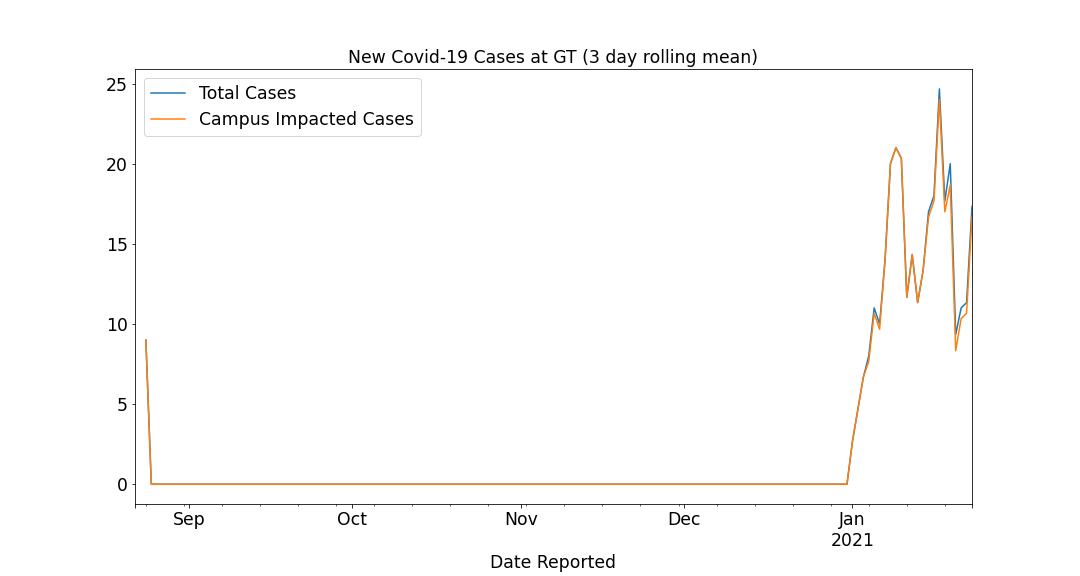 New Covid-19 Cases at GT (3 day rolling mean)
Total Cases
Campus Impacted Cases
25
20
15
10
5
0
Sep Oct Nov Dec Jan
2021
Date Reported